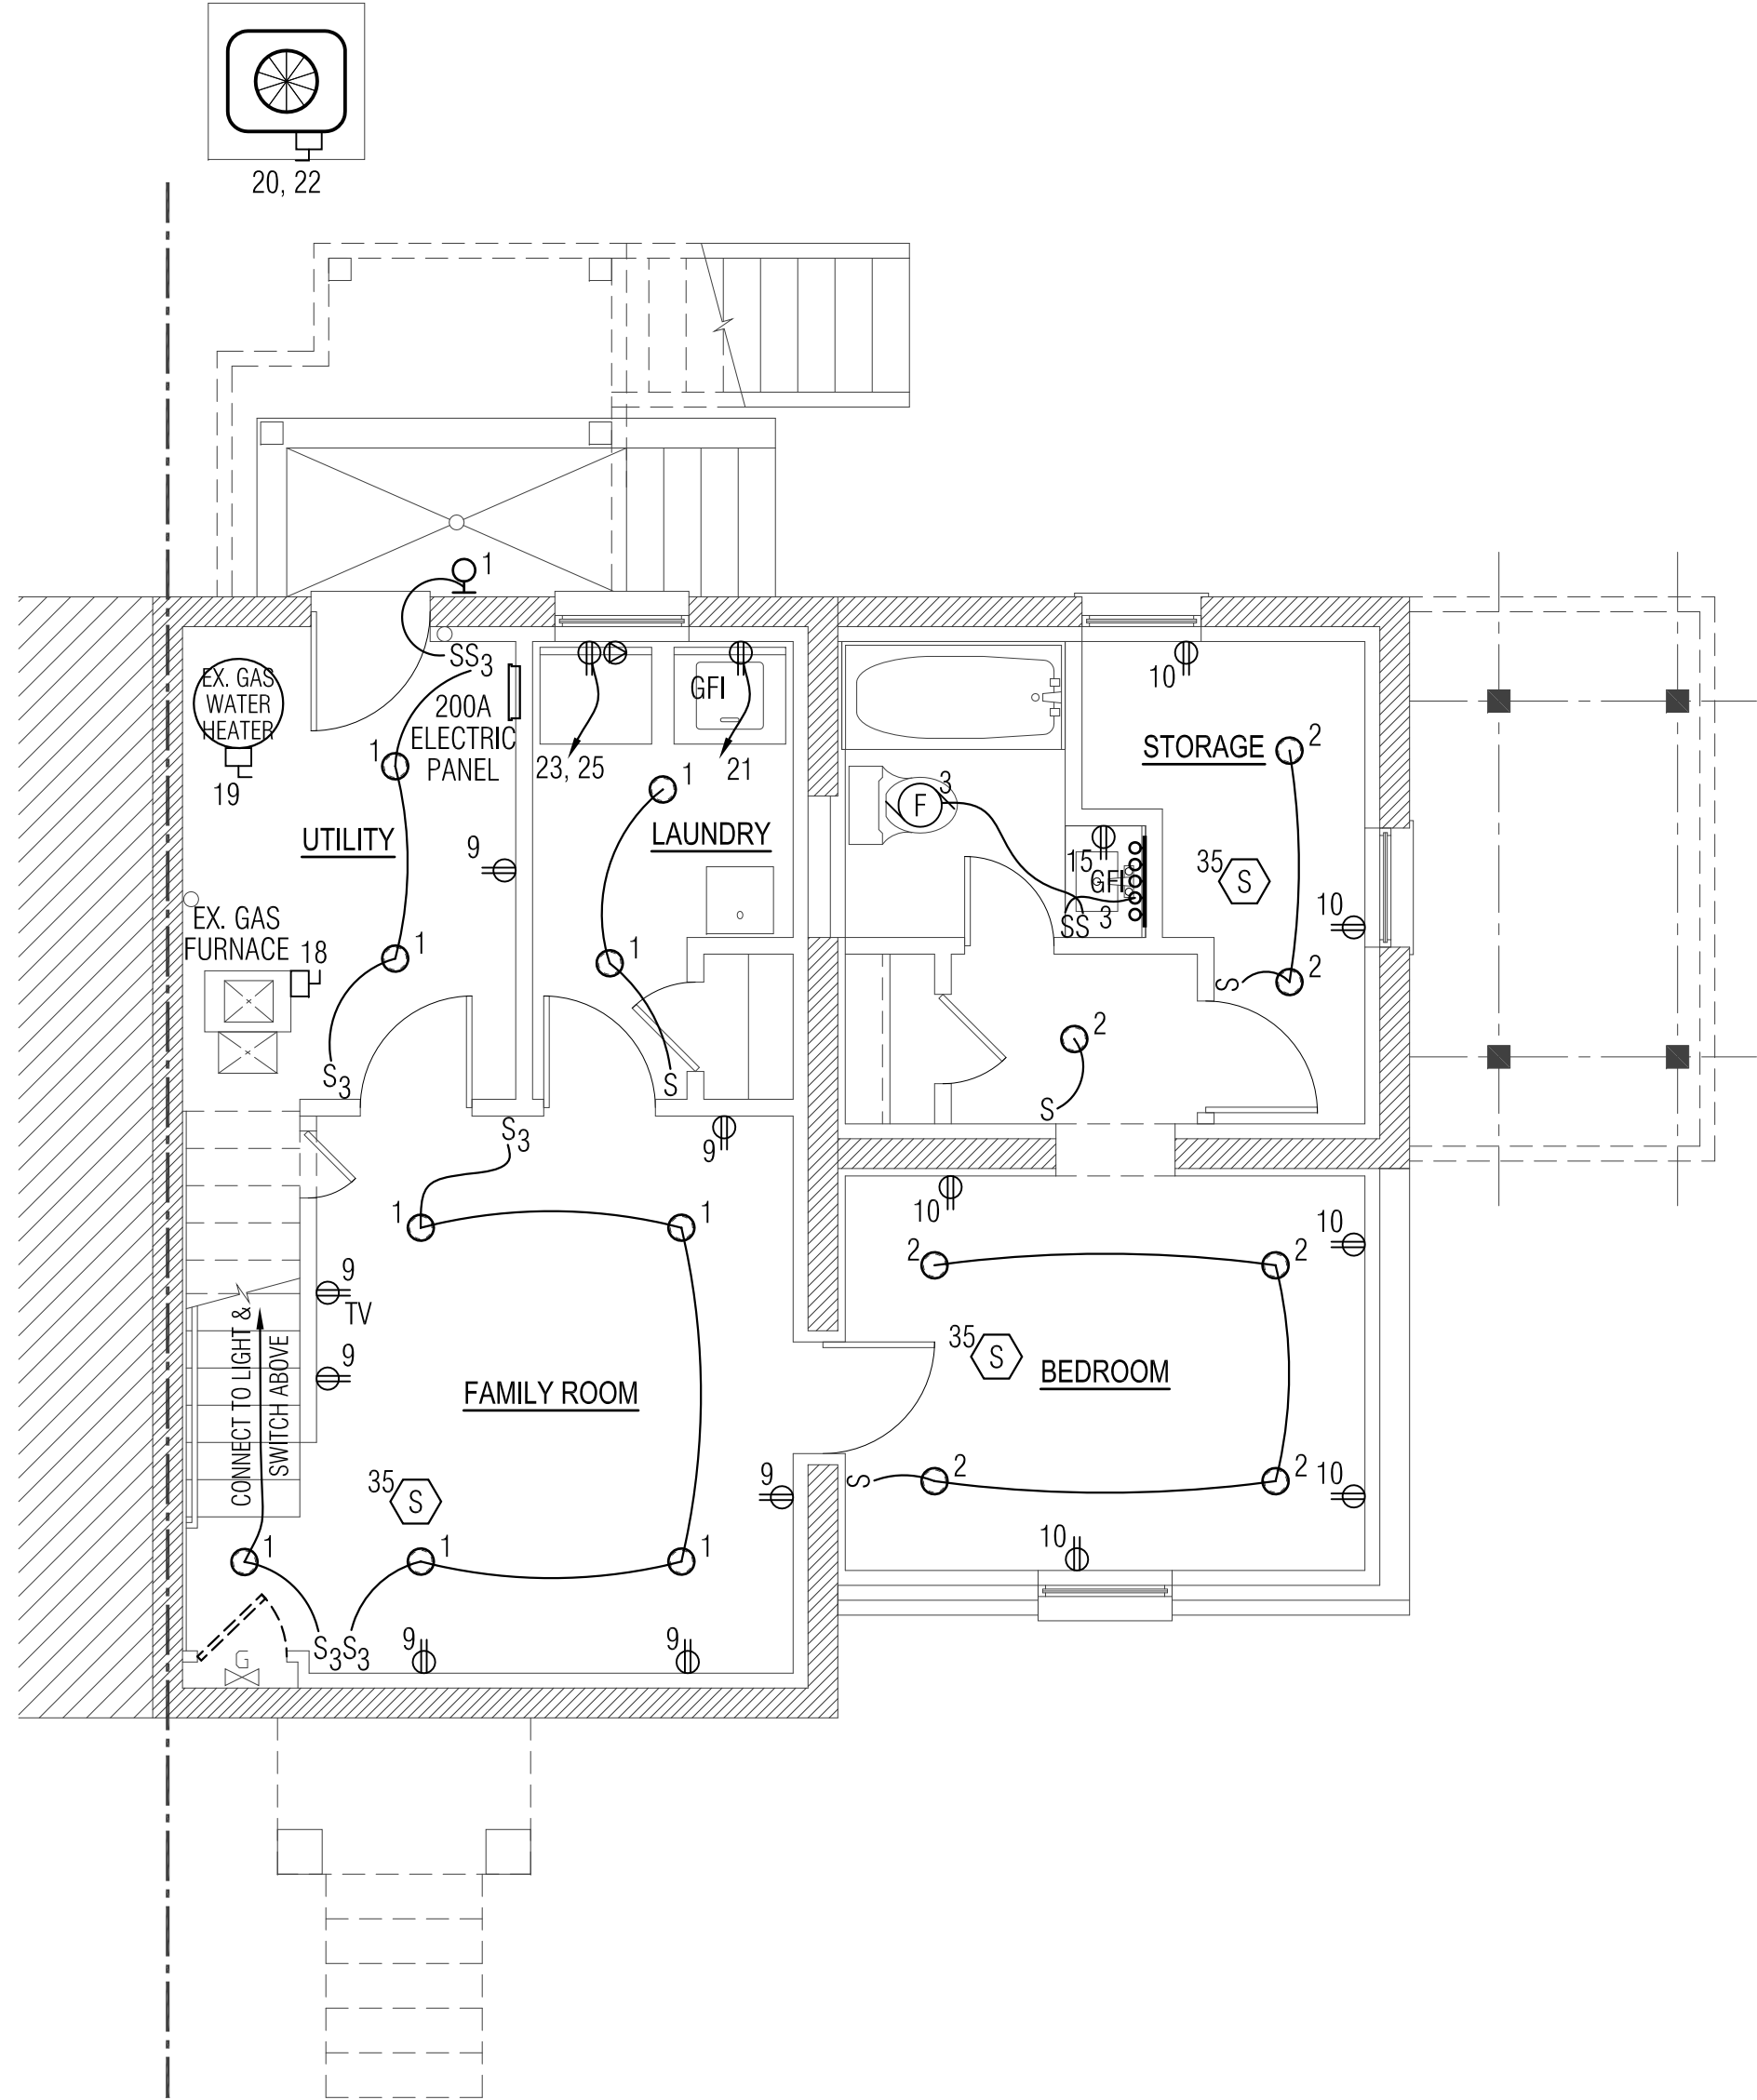 20, 22
1
SS3
EX. GAS
WATER
HEATER
19
200A
ELECTRIC
PANEL
1
GFI
23, 25
21
1
10
STORAGE
2
UTILITY
LAUNDRY
9
F
3
15
GFI
SS
3
35
S
10
EX. GAS
FURNACE
18
1
1
S
2
S3
S
2
S
S3
9
1
1
10
10
2
2
9
TV
9
CONNECT TO LIGHT &
SWITCH ABOVE
FAMILY ROOM
35
S
BEDROOM
35
S
9
S
2
2
10
10
1
1
1
S3
S3
9
9
G